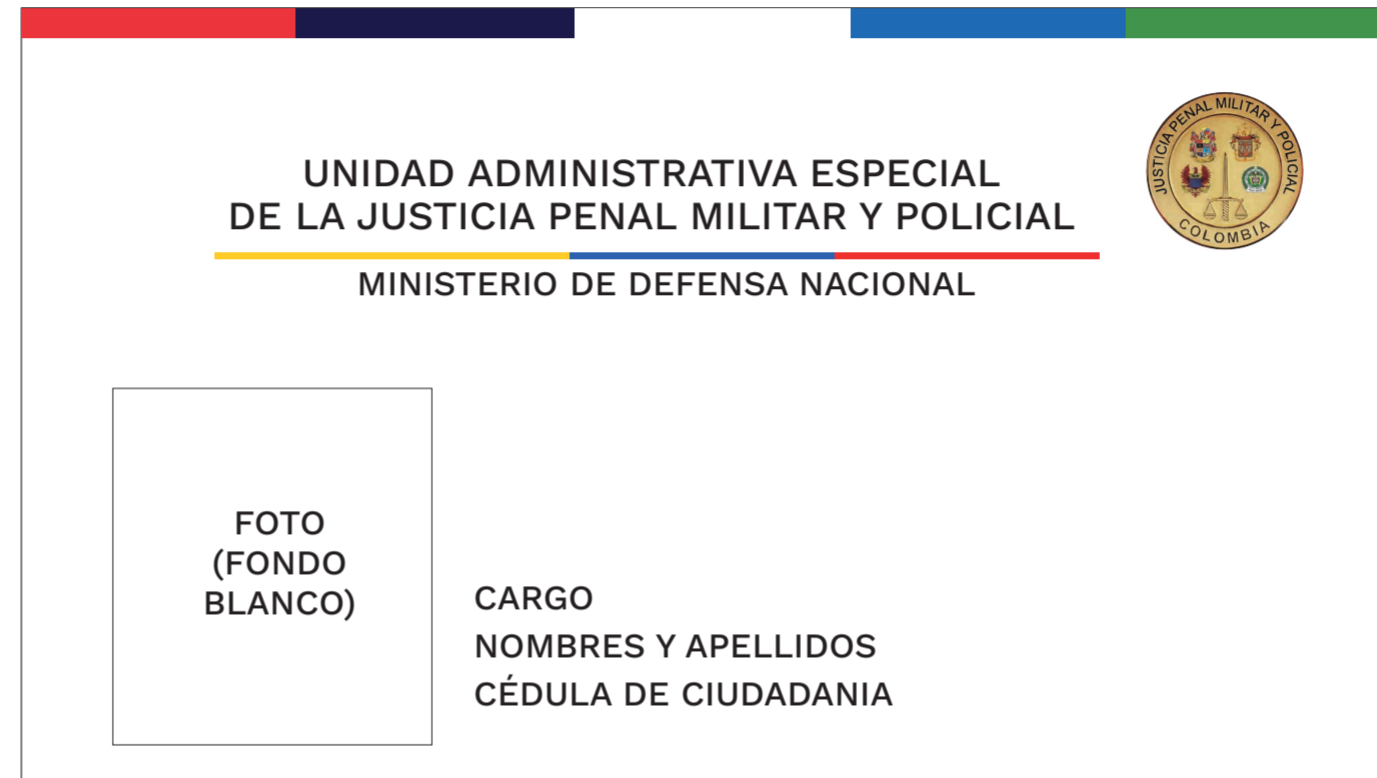 JUSTICIA PENAL MILITAR Y POLICIAL
COLOMBIA
UNIDAD ADMINISTRATIVA ESPECIAL
DE LA JUSTICIA PENAL MILITAR Y POLICIAL
MINISTERIO DE DEFENSA NACIONAL
FOTO
(FONDO
BLANCO)
CARGO
NOMBRES Y APELLIDOS
CÉDULA DE CIUDADANIA